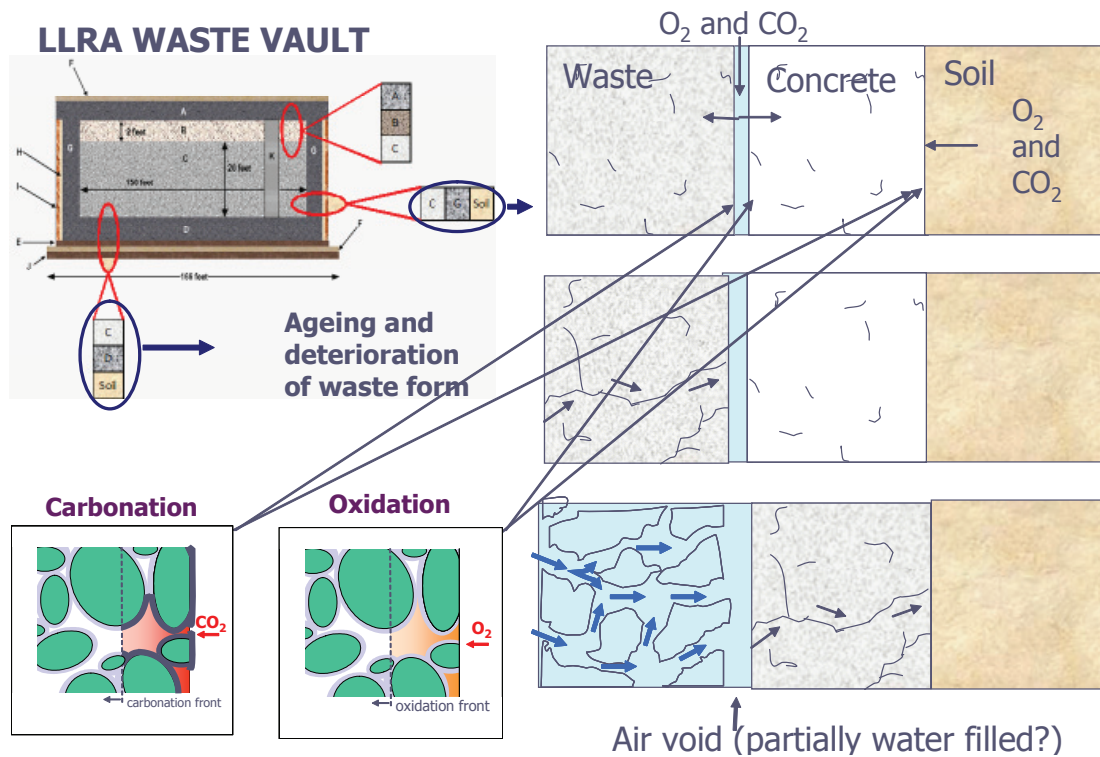 LLRA WASTE VAULT
F
A
2 feet
B
H
G
C
K
G
20 feet
I
150 feet
D
E
F
J
166 feet
A
B
C
C G Soil
C
D
Soil
Ageing and
deterioration
of waste form
O₂ and CO₂
Waste
Concrete
Soil
O₂
and
CO₂
Carbonation
CO₂
carbonation front
Oxidation
O₂
oxidation front
Air void (partially water filled?)